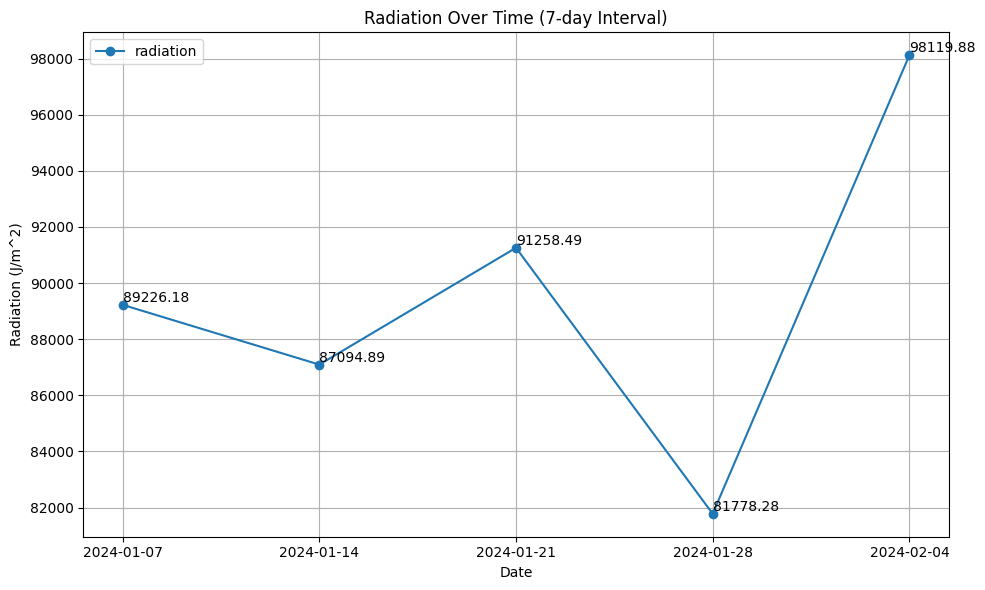 Radiation Over Time (7-day Interval)
radiation
98119.88
98000
96000
94000
92000
91258.49
90000
89226.18
88000
87094.89
86000
84000
82000
81778.28
Radiation (J/m^2)
2024-01-07 2024-01-14 2024-01-21 2024-01-28 2024-02-04
Date